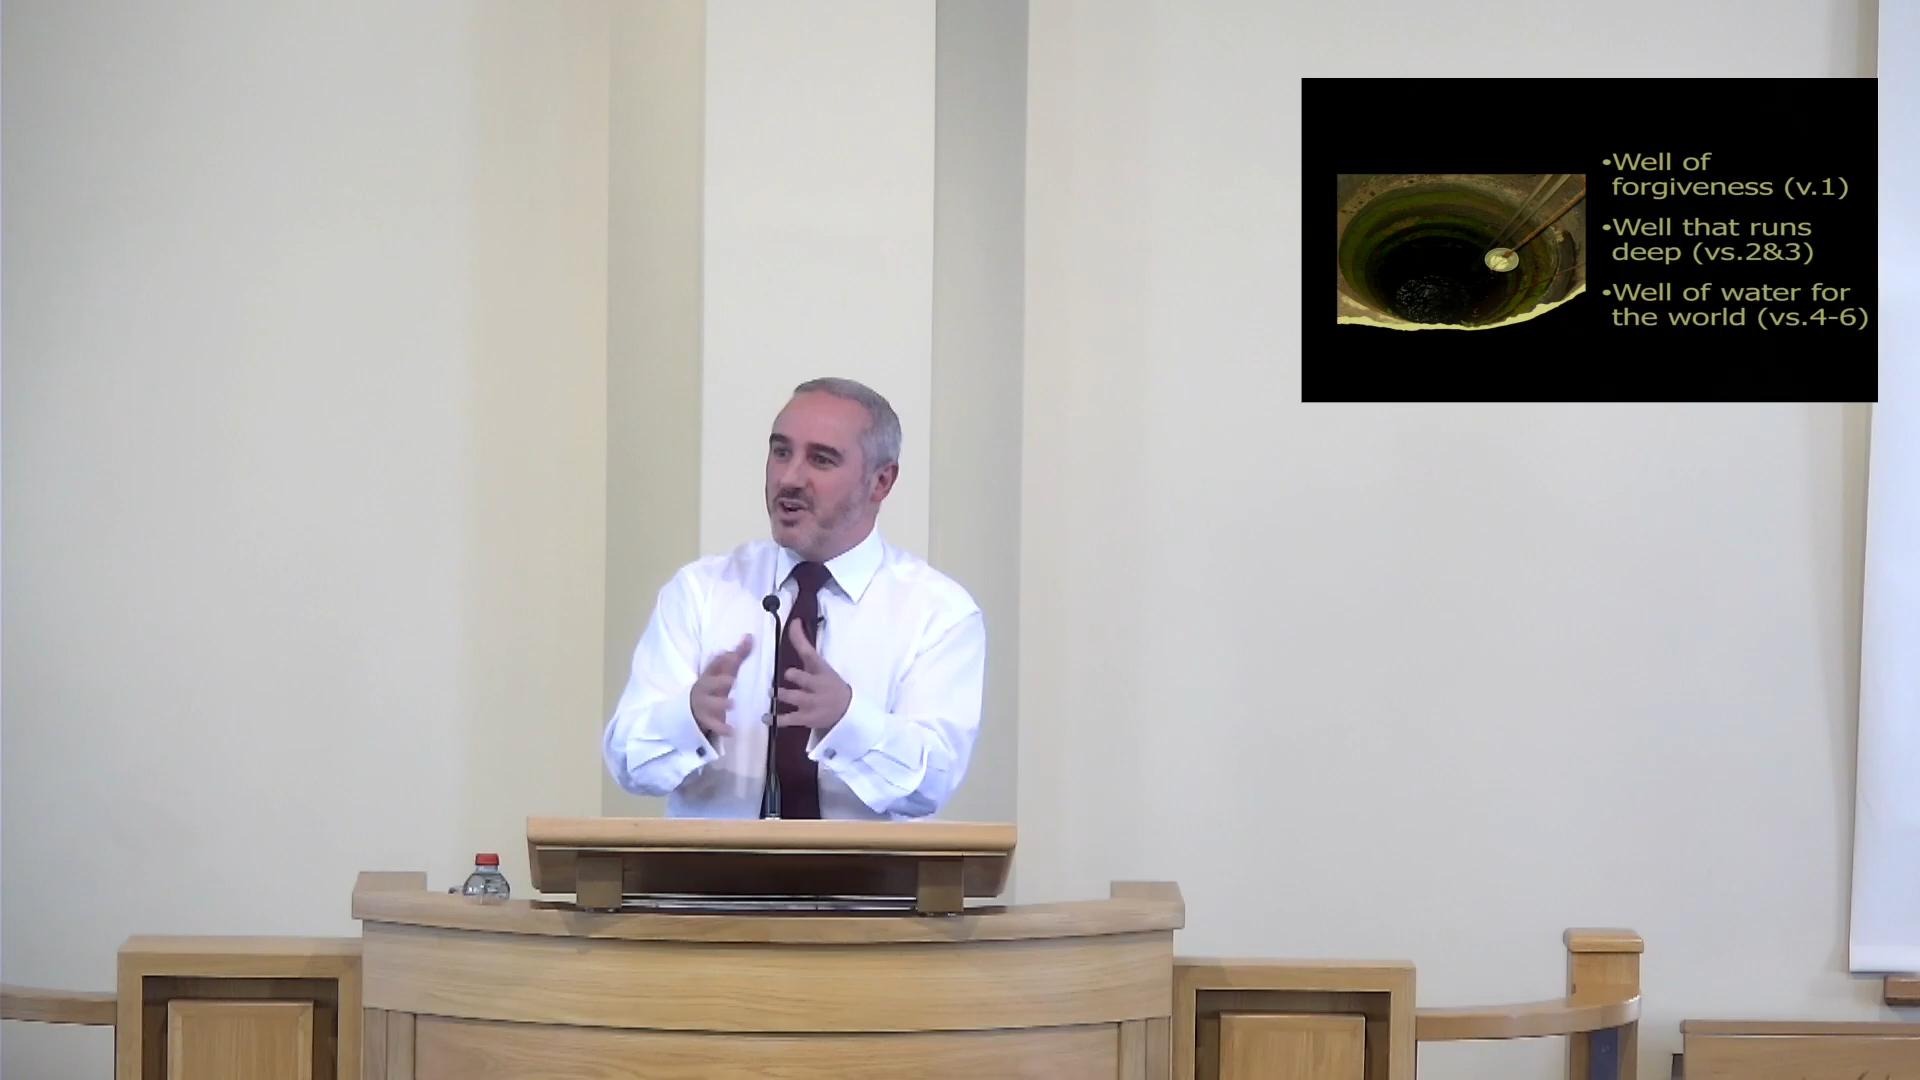 •Well of
forgiveness (v.1)
•Well that runs
deep (vs.2&3)
•Well of water for
the world (vs.4-6)